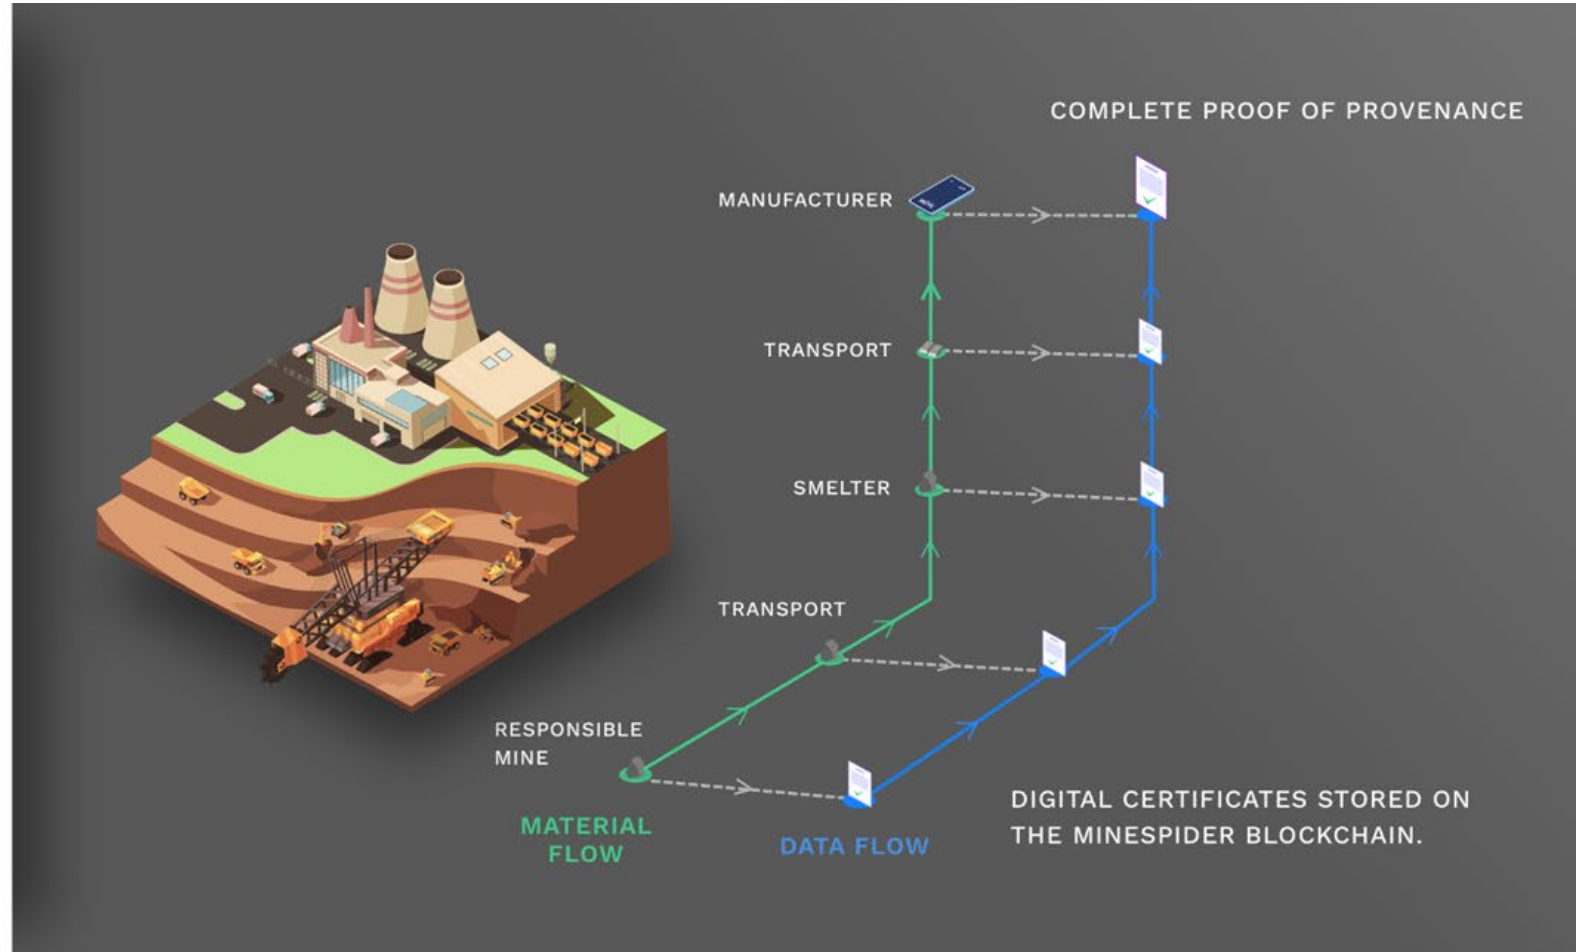 COMPLETE PROOF OF PROVENANCE
MANUFACTURER
TRANSPORT
SMELTER
TRANSPORT
RESPONSIBLE
MINE
MATERIAL
FLOW
DATA FLOW
DIGITAL CERTIFICATES STORED ON
THE MINESPIDER BLOCKCHAIN.